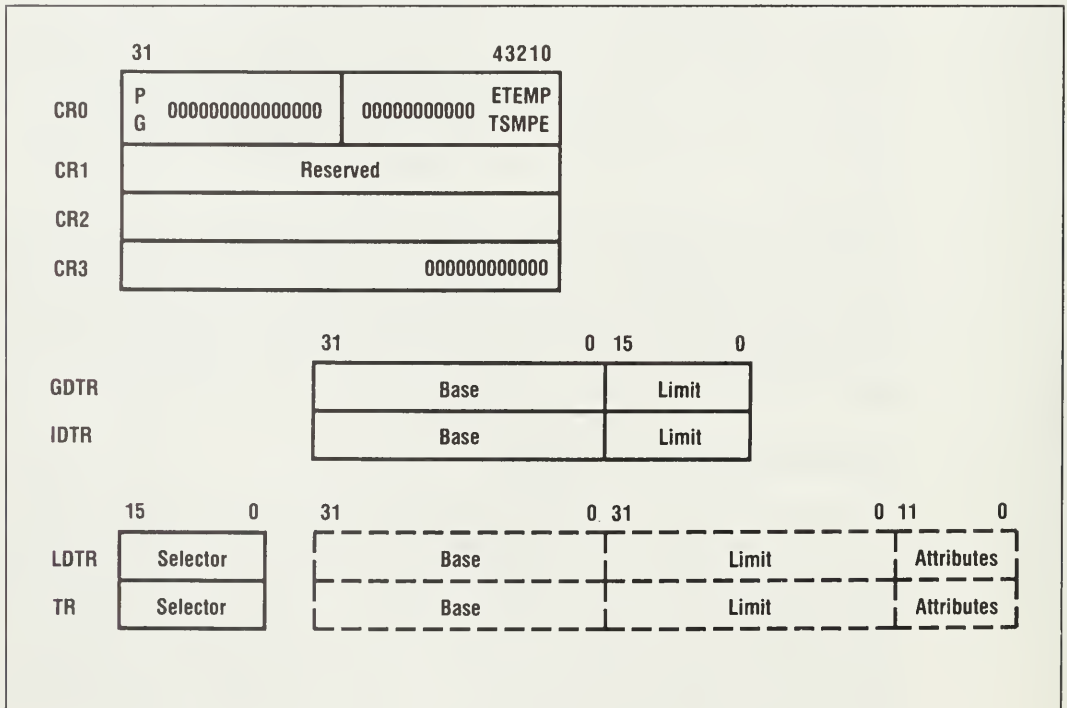 31 43210
CR0 P 000000000000000 00000000000 ETEMP
G TSMPE
CR1 Reserved
CR2
CR3 000000000000
31 0 15 0
GDTR Base Limit
IDTR Base Limit
15 0 31 0 31 0 11 0
LDTR Selector Base Limit Attributes
TR Selector Base Limit Attributes